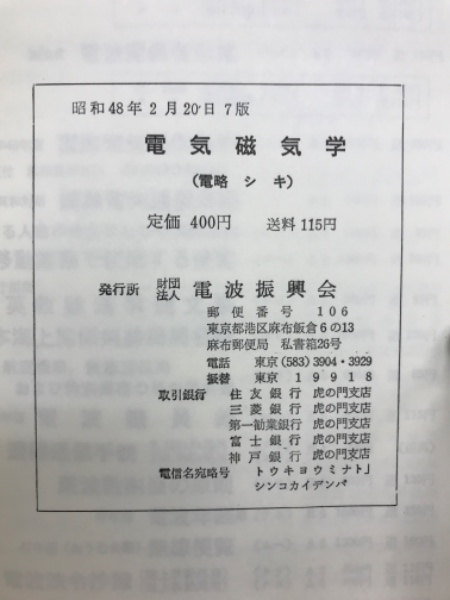 昭和48年2月20日7版
電気磁気学
(電略 シキ)
定価 400円 送料 115円
発行所 財団法人 電波振興会
郵便番号 106
東京都港区麻布飯倉6の13
麻布郵便局 私書箱26号
電話 東京(583)3904・3929
振替 東京 19918
取引銀行 住友銀行 虎の門支店
三菱銀行 虎の門支店
第一勧業銀行 虎の門支店
富士銀行 虎の門支店
神戸銀行 虎の門支店
電信名宛略号 トウキヨウミナト」
シンコカイデンパ